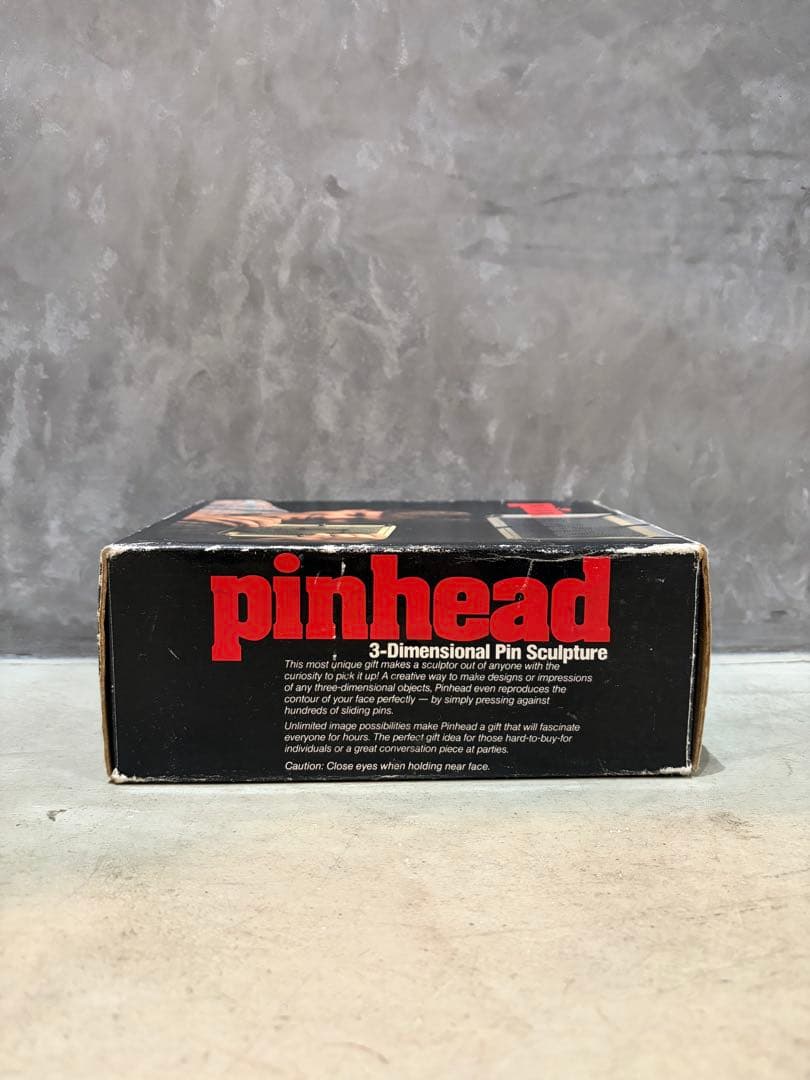 pinhead
3-Dimensional Pin Sculpture
This most unique gift makes a sculptor out of anyone with the
curiosity to pick it up! A creative way to make designs or impressions
of any three-dimensional objects, Pinhead even reproduces the
contour of your face perfectly — by simply pressing against
hundreds of sliding pins.
Unlimited image possibilities make Pinhead a gift that will fascinate
everyone for hours. The perfect gift idea for those hard-to-buy-for
individuals or a great conversation piece at parties.
Caution: Close eyes when holding near face.